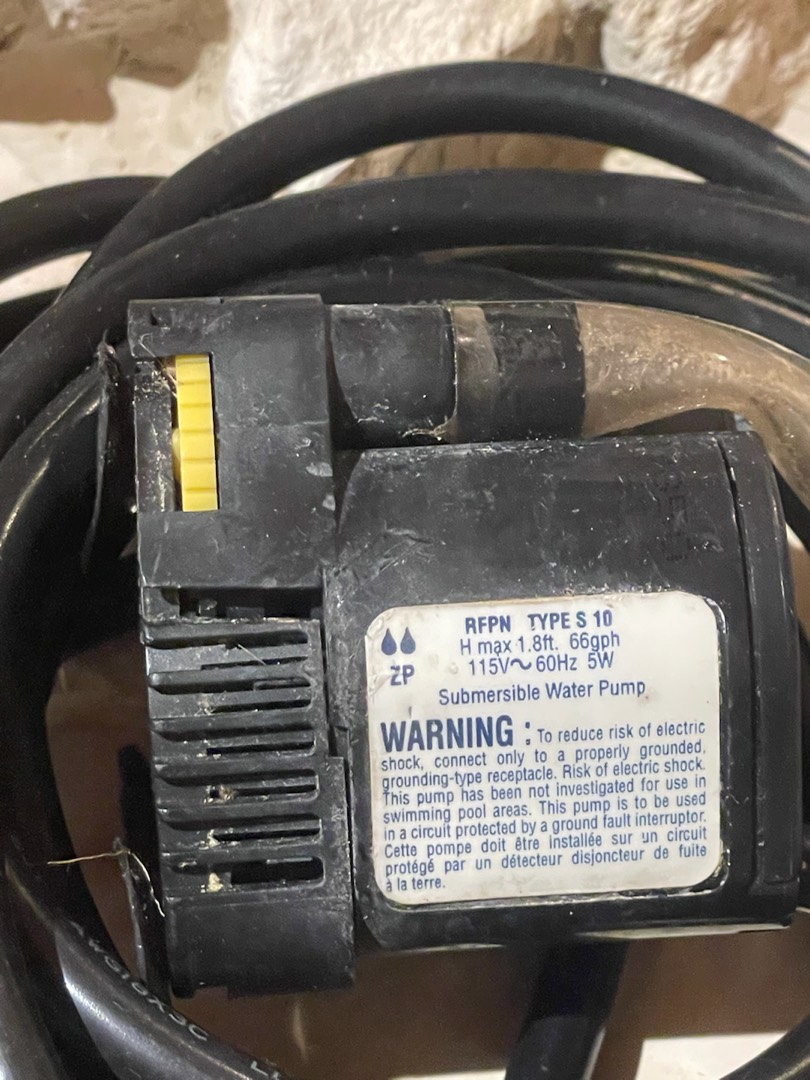 RFPN TYPE S 10
H max 1.8ft. 66gph
115V~60Hz 5W
ZP
Submersible Water Pump
WARNING : To reduce risk of electric
shock, connect only to a properly grounded,
grounding-type receptacle. Risk of electric shock.
This pump has been not investigated for use in
swimming pool areas. This pump is to be used
in a circuit protected by a ground fault interruptor.
Cette pompe doit être installée sur un circuit
protégé par un détecteur disjoncteur de fuite
à la terre.